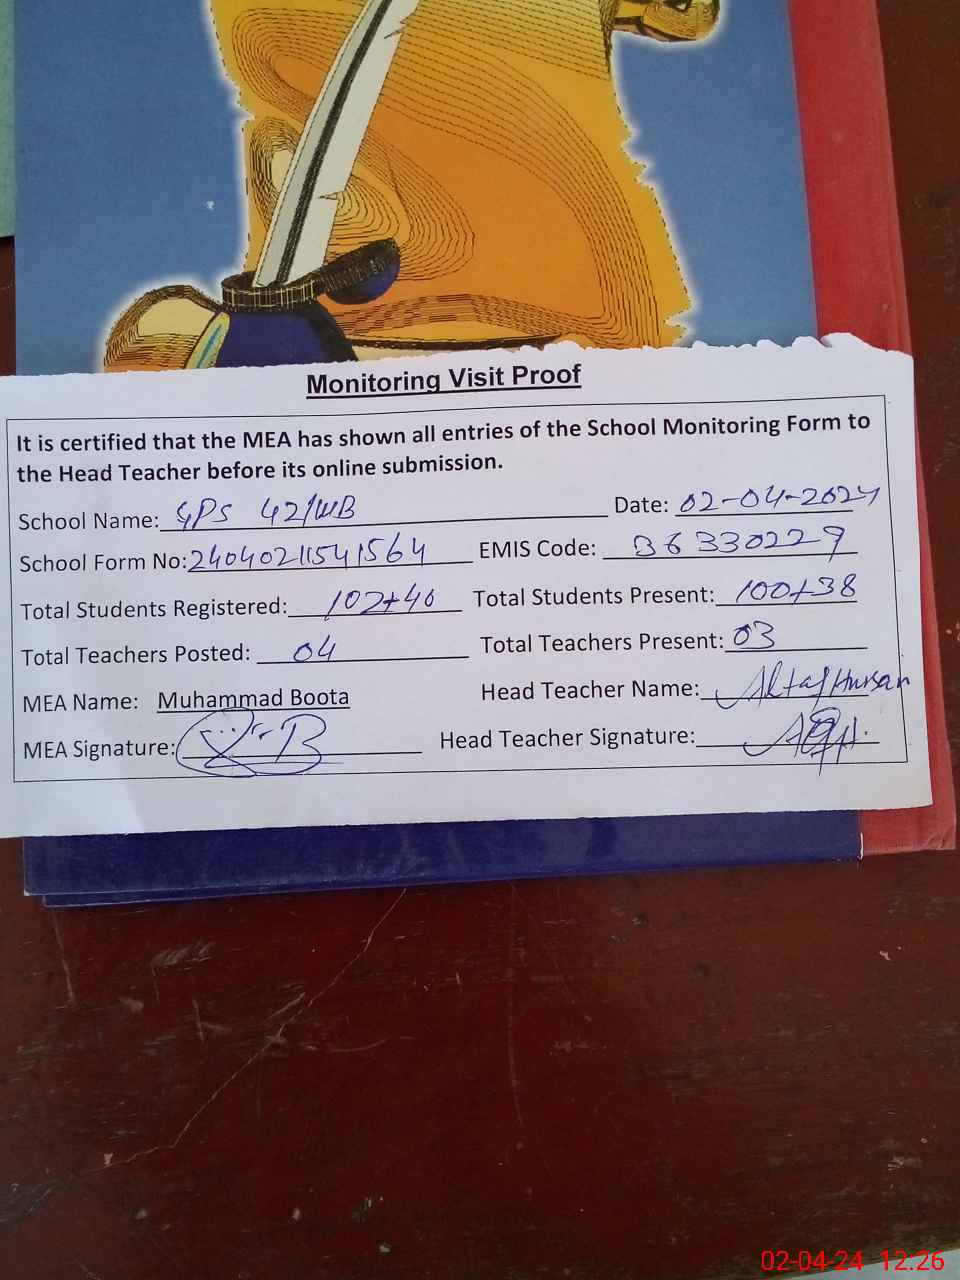 Monitoring Visit Proof
It is certified that the MEA has shown all entries of the School Monitoring Form to
the Head Teacher before its online submission.
School Name: GPS 42/WB Date: 02-04-2024
School Form No: 24040211541564 EMIS Code: 36330229
Total Students Registered: 102+40 Total Students Present: 100+38
Total Teachers Posted: 04 Total Teachers Present: 03
MEA Name: Muhammad Boota Head Teacher Name: Altaf Hussan
MEA Signature: Head Teacher Signature:
02-04-24 12:26